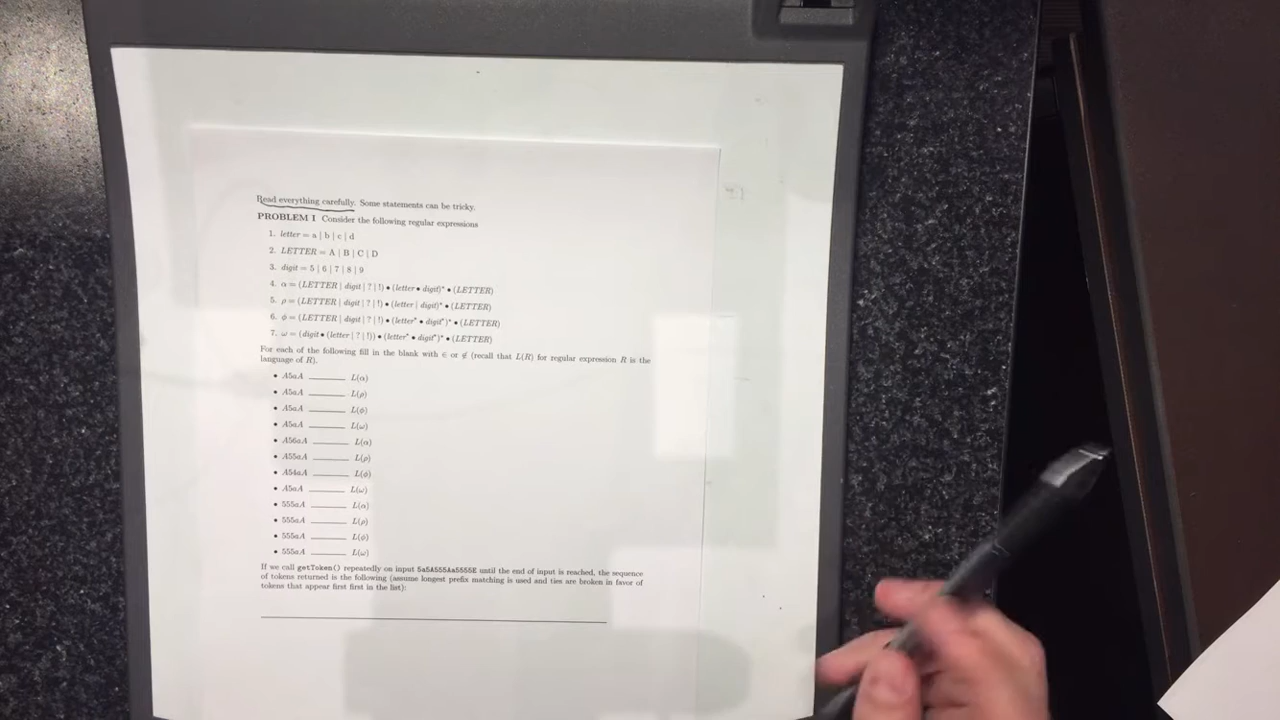 Read everything carefully. Some statements can be tricky.
PROBLEM I Consider the following regular expressions
1. letter = a | b | c | d
2. LETTER = A | B | C | D
3. digit = 5 | 6 | 7 | 8 | 9
4. α = (LETTER | digit | ? | !) • (letter • digit)* • (LETTER)
5. ρ = (LETTER | digit | ? | !) • (letter | digit)* • (LETTER)
6. ϕ = (LETTER | digit | ? | !) • (letter* • digit*)* • (LETTER)
7. ω = (digit • (letter | ? | !)) • (letter* • digit*)* • (LETTER)
For each of the following fill in the blank with ∈ or ∉ (recall that L(R) for regular expression R is the
language of R).
• A5aA ______ L(α)
• A5aA ______ L(ρ)
• A5aA ______ L(ϕ)
• A5aA ______ L(ω)
• A56aA ______ L(α)
• A55aA ______ L(ρ)
• A54aA ______ L(ϕ)
• A5aA ______ L(ω)
• 555aA ______ L(α)
• 555aA ______ L(ρ)
• 555aA ______ L(ϕ)
• 555aA ______ L(ω)
If we call getToken() repeatedly on input 5a5A555Aa5555E until the end of input is reached, the sequence
of tokens returned is the following (assume longest prefix matching is used and ties are broken in favor of
tokens that appear first first in the list):